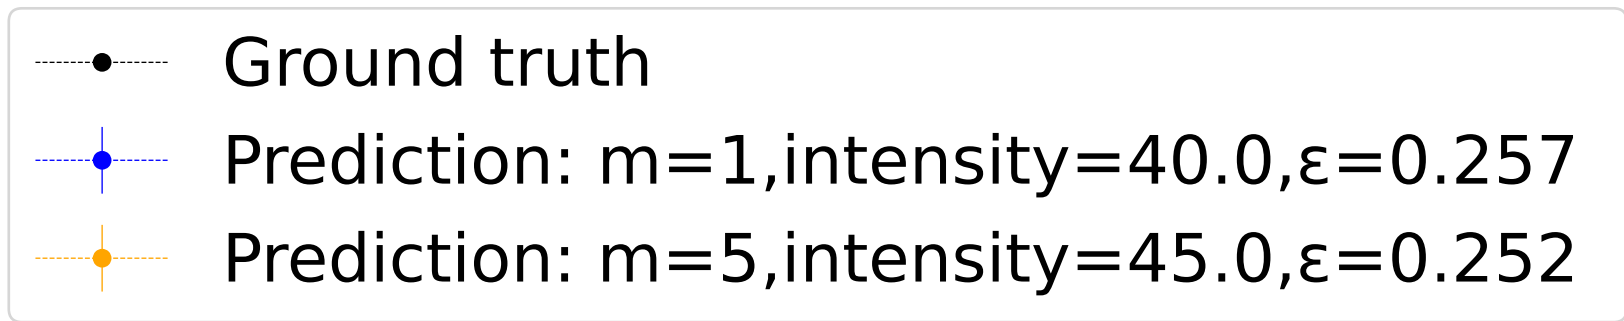 Ground truth
Prediction: m=1,intensity=40.0,ε=0.257
Prediction: m=5,intensity=45.0,ε=0.252